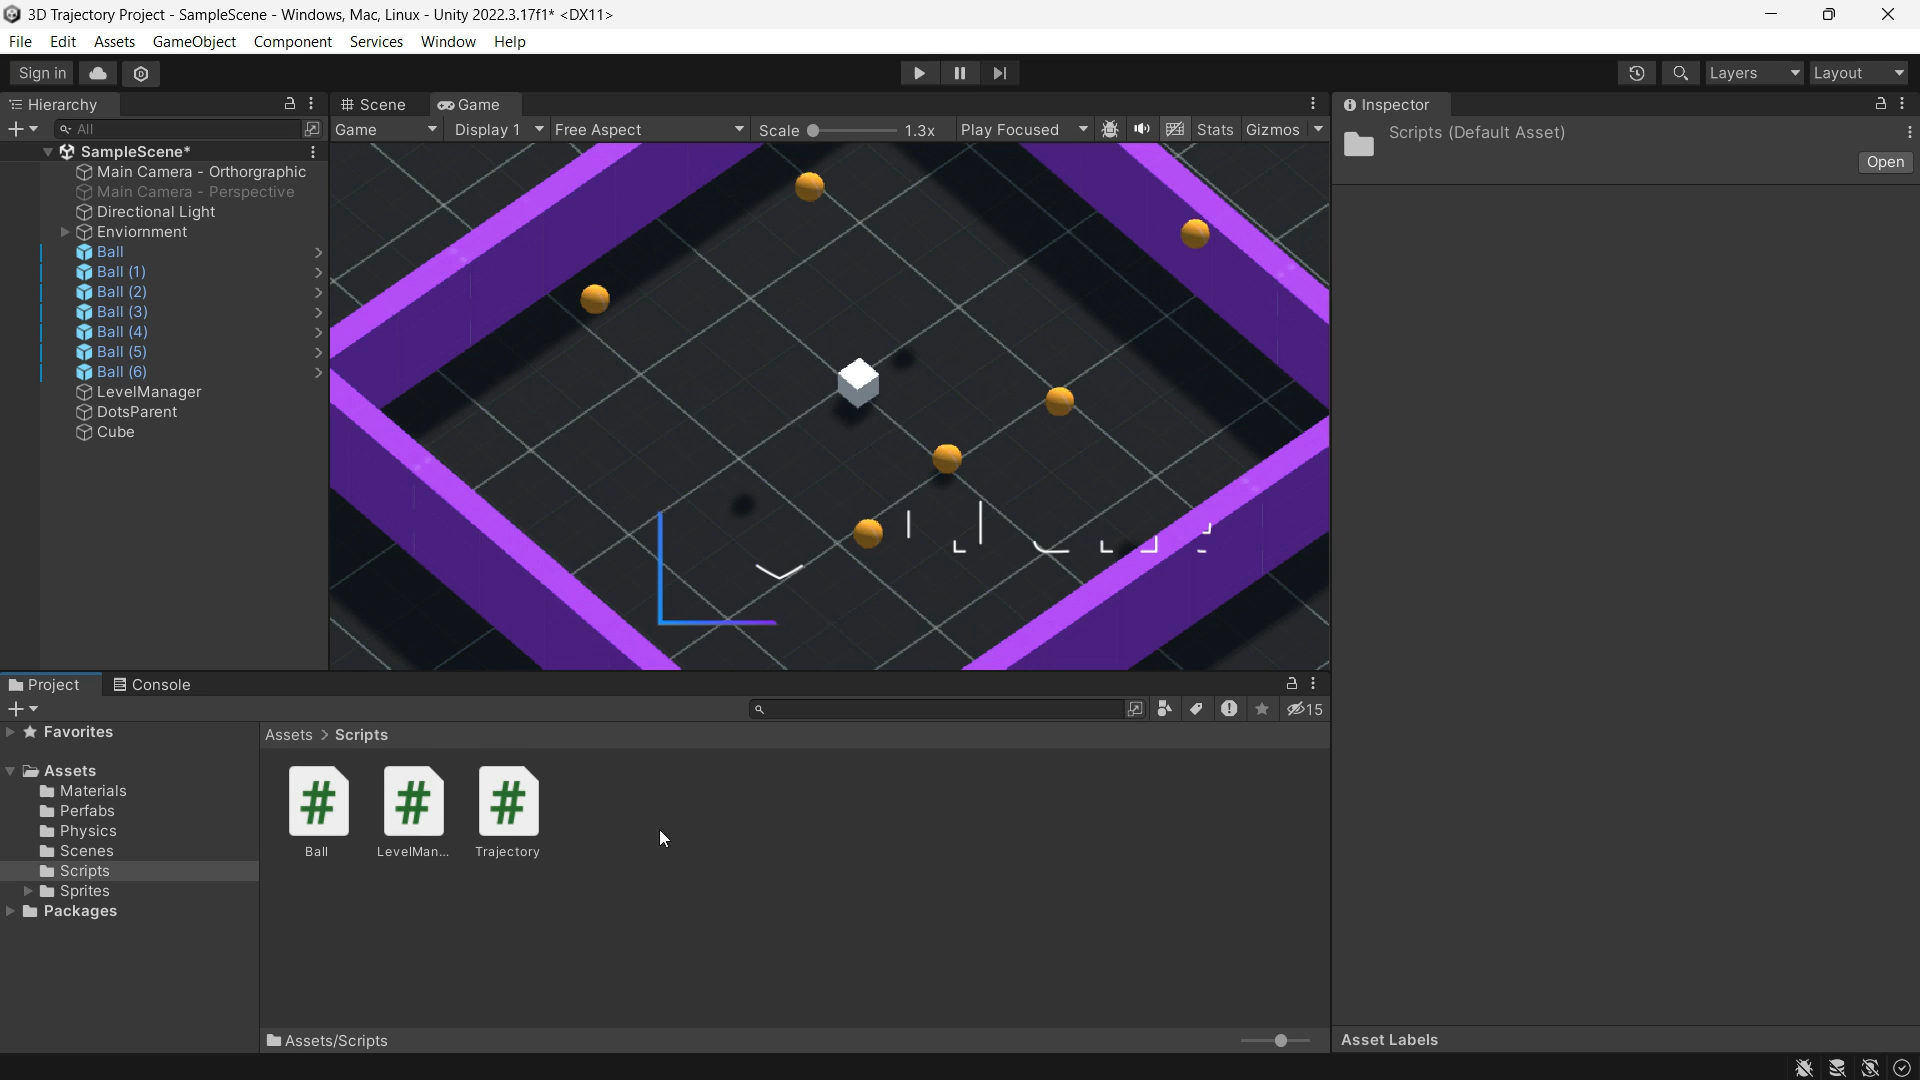 3D Trajectory Project - SampleScene - Windows, Mac, Linux - Unity 2022.3.17f1* <DX11>
File Edit Assets GameObject Component Services Window Help
Sign in Layers Layout
Hierarchy Scene Game Inspector
All Game Display 1 Free Aspect Scale 1.3x Play Focused Stats Gizmos
Scripts (Default Asset)
Open
SampleScene*
Main Camera - Orthorgraphic
Main Camera - Perspective
Directional Light
Enviornment
Ball
Ball (1)
Ball (2)
Ball (3)
Ball (4)
Ball (5)
Ball (6)
LevelManager
DotsParent
Cube
Project Console
15
Favorites
Assets
Materials
Perfabs
Physics
Scenes
Scripts
Sprites
Packages
Assets > Scripts
# # #
Ball LevelMan... Trajectory
Assets/Scripts
Asset Labels